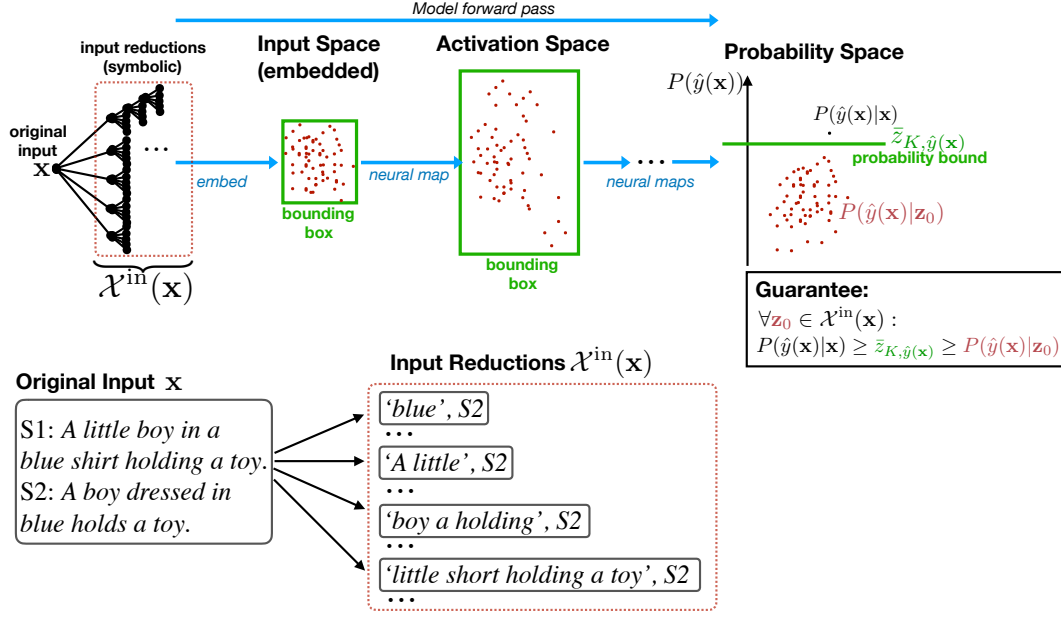 Model forward pass
input reductions
(symbolic)
Input Space
(embedded)
Activation Space
Probability Space
P(ŷ(𝐱))
original
input
𝐱
...
embed
neural map
...
neural maps
P(ŷ(𝐱)|𝐱)
z̄_{K,ŷ(𝐱)}
probability bound
P(ŷ(𝐱)|𝐳₀)
bounding
box
bounding
box
𝒳ⁱⁿ(𝐱)
Guarantee:
∀𝐳₀ ∈ 𝒳ⁱⁿ(𝐱) :
P(ŷ(𝐱)|𝐱) ≥ z̄_{K,ŷ(𝐱)} ≥ P(ŷ(𝐱)|𝐳₀)
Original Input 𝐱
S1: A little boy in a
blue shirt holding a toy.
S2: A boy dressed in
blue holds a toy.
Input Reductions 𝒳ⁱⁿ(𝐱)
‘blue’, S2
...
‘A little’, S2
...
‘boy a holding’, S2
...
‘little short holding a toy’, S2
...